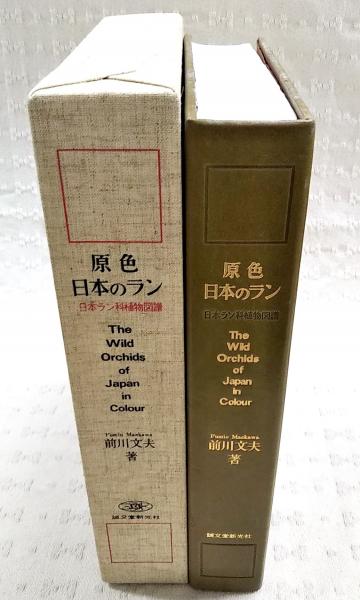 原色
日本のラン
日本ラン科植物図譜
The
Wild
Orchids
of
Japan
in
Colour
Fumio Maekawa
前川文夫
著
誠文堂新光社
原色
日本のラン
日本ラン科植物図譜
The
Wild
Orchids
of
Japan
in
Colour
Fumio Maekawa
前川文夫
著
誠文堂新光社